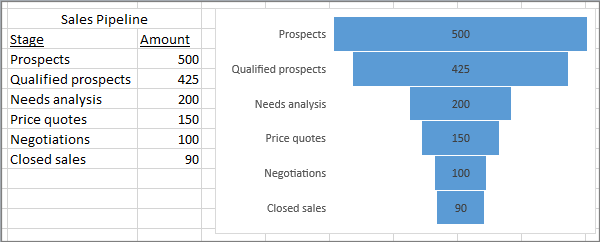 Sales Pipeline
Stage Amount
Prospects 500
Qualified prospects 425
Needs analysis 200
Price quotes 150
Negotiations 100
Closed sales 90
Prospects 500
Qualified prospects 425
Needs analysis 200
Price quotes 150
Negotiations 100
Closed sales 90